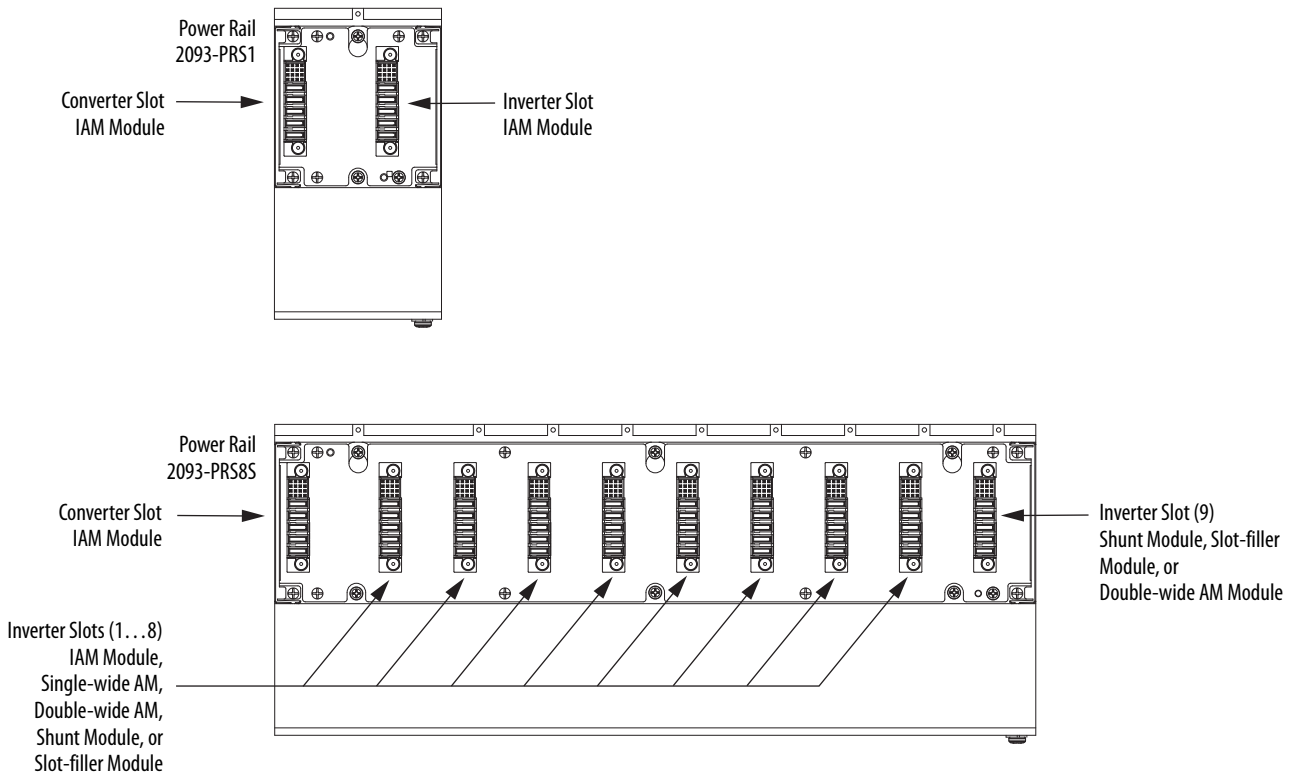 Power Rail
2093-PRS1
Converter Slot
IAM Module
Inverter Slot
IAM Module
Power Rail
2093-PRS8S
Converter Slot
IAM Module
Inverter Slot (9)
Shunt Module, Slot-filler
Module, or
Double-wide AM Module
Inverter Slots (1...8)
IAM Module,
Single-wide AM,
Double-wide AM,
Shunt Module, or
Slot-filler Module